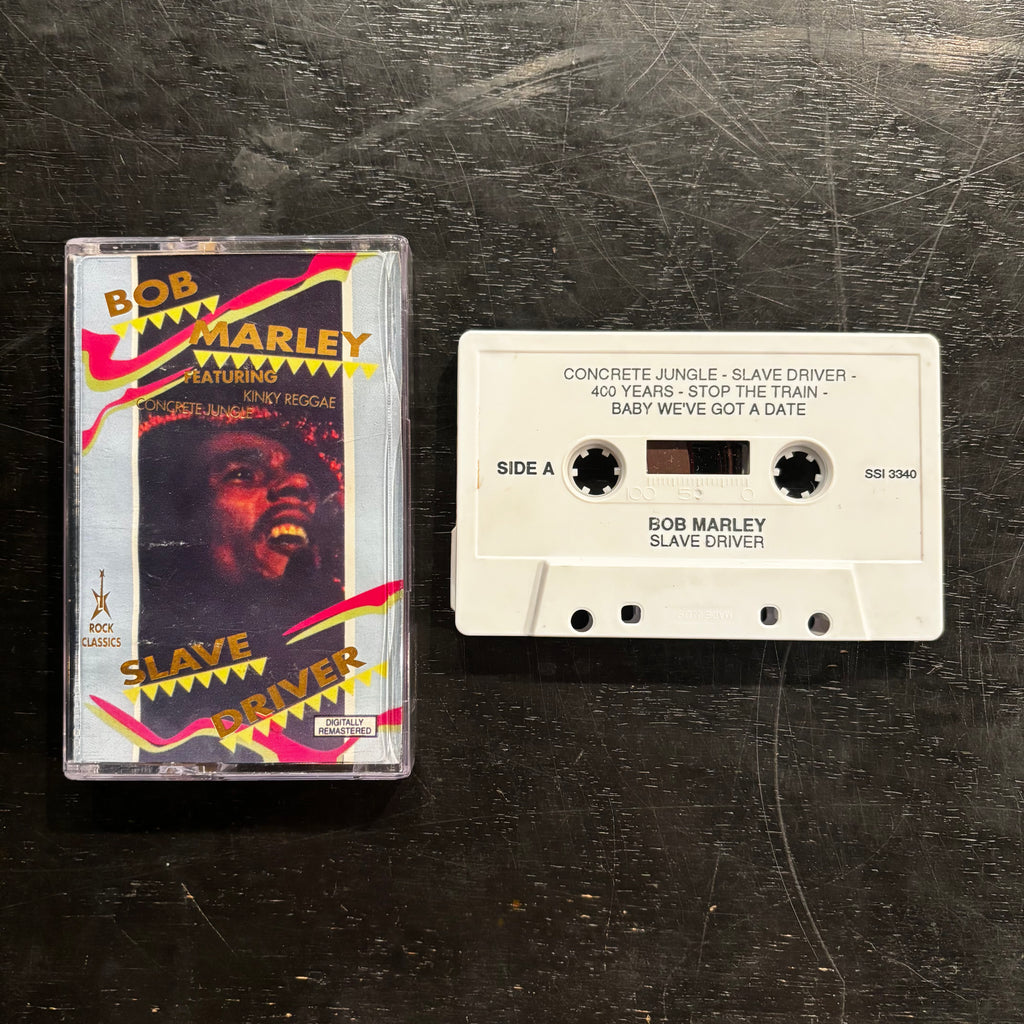 BOB
MARLEY
FEATURING
KINKY REGGAE
CONCRETE JUNGLE
ROCK
CLASSICS
SLAVE
DRIVER
DIGITALLY
REMASTERED
CONCRETE JUNGLE - SLAVE DRIVER -
400 YEARS - STOP THE TRAIN -
BABY WE'VE GOT A DATE
SIDE A
SSI 3340
100 50 0
BOB MARLEY
SLAVE DRIVER